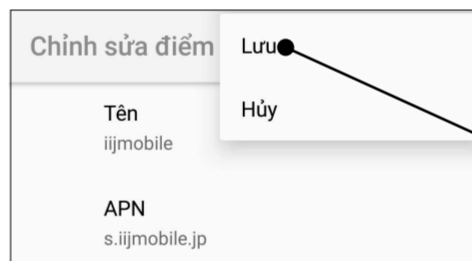 Chỉnh sửa điểm
Lưu
Hủy
Tên
iijmobile
APN
s.iijmobile.jp